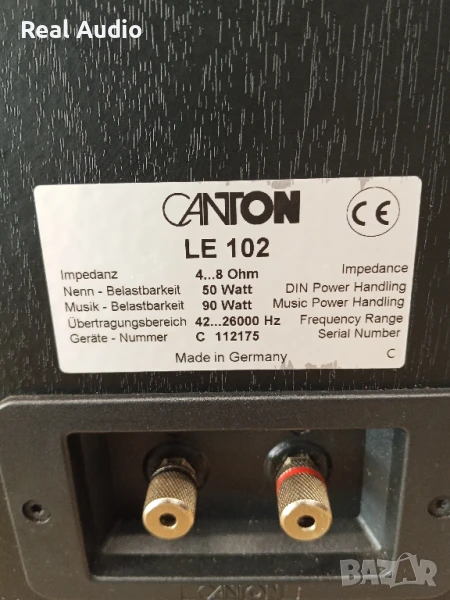 Real Audio
CANTON
CE
LE 102
Impedanz 4...8 Ohm Impedance
Nenn - Belastbarkeit 50 Watt DIN Power Handling
Musik - Belastbarkeit 90 Watt Music Power Handling
Übertragungsbereich 42...26000 Hz Frequency Range
Geräte - Nummer C 112175 Serial Number
Made in Germany C
CANTON
BAZAR